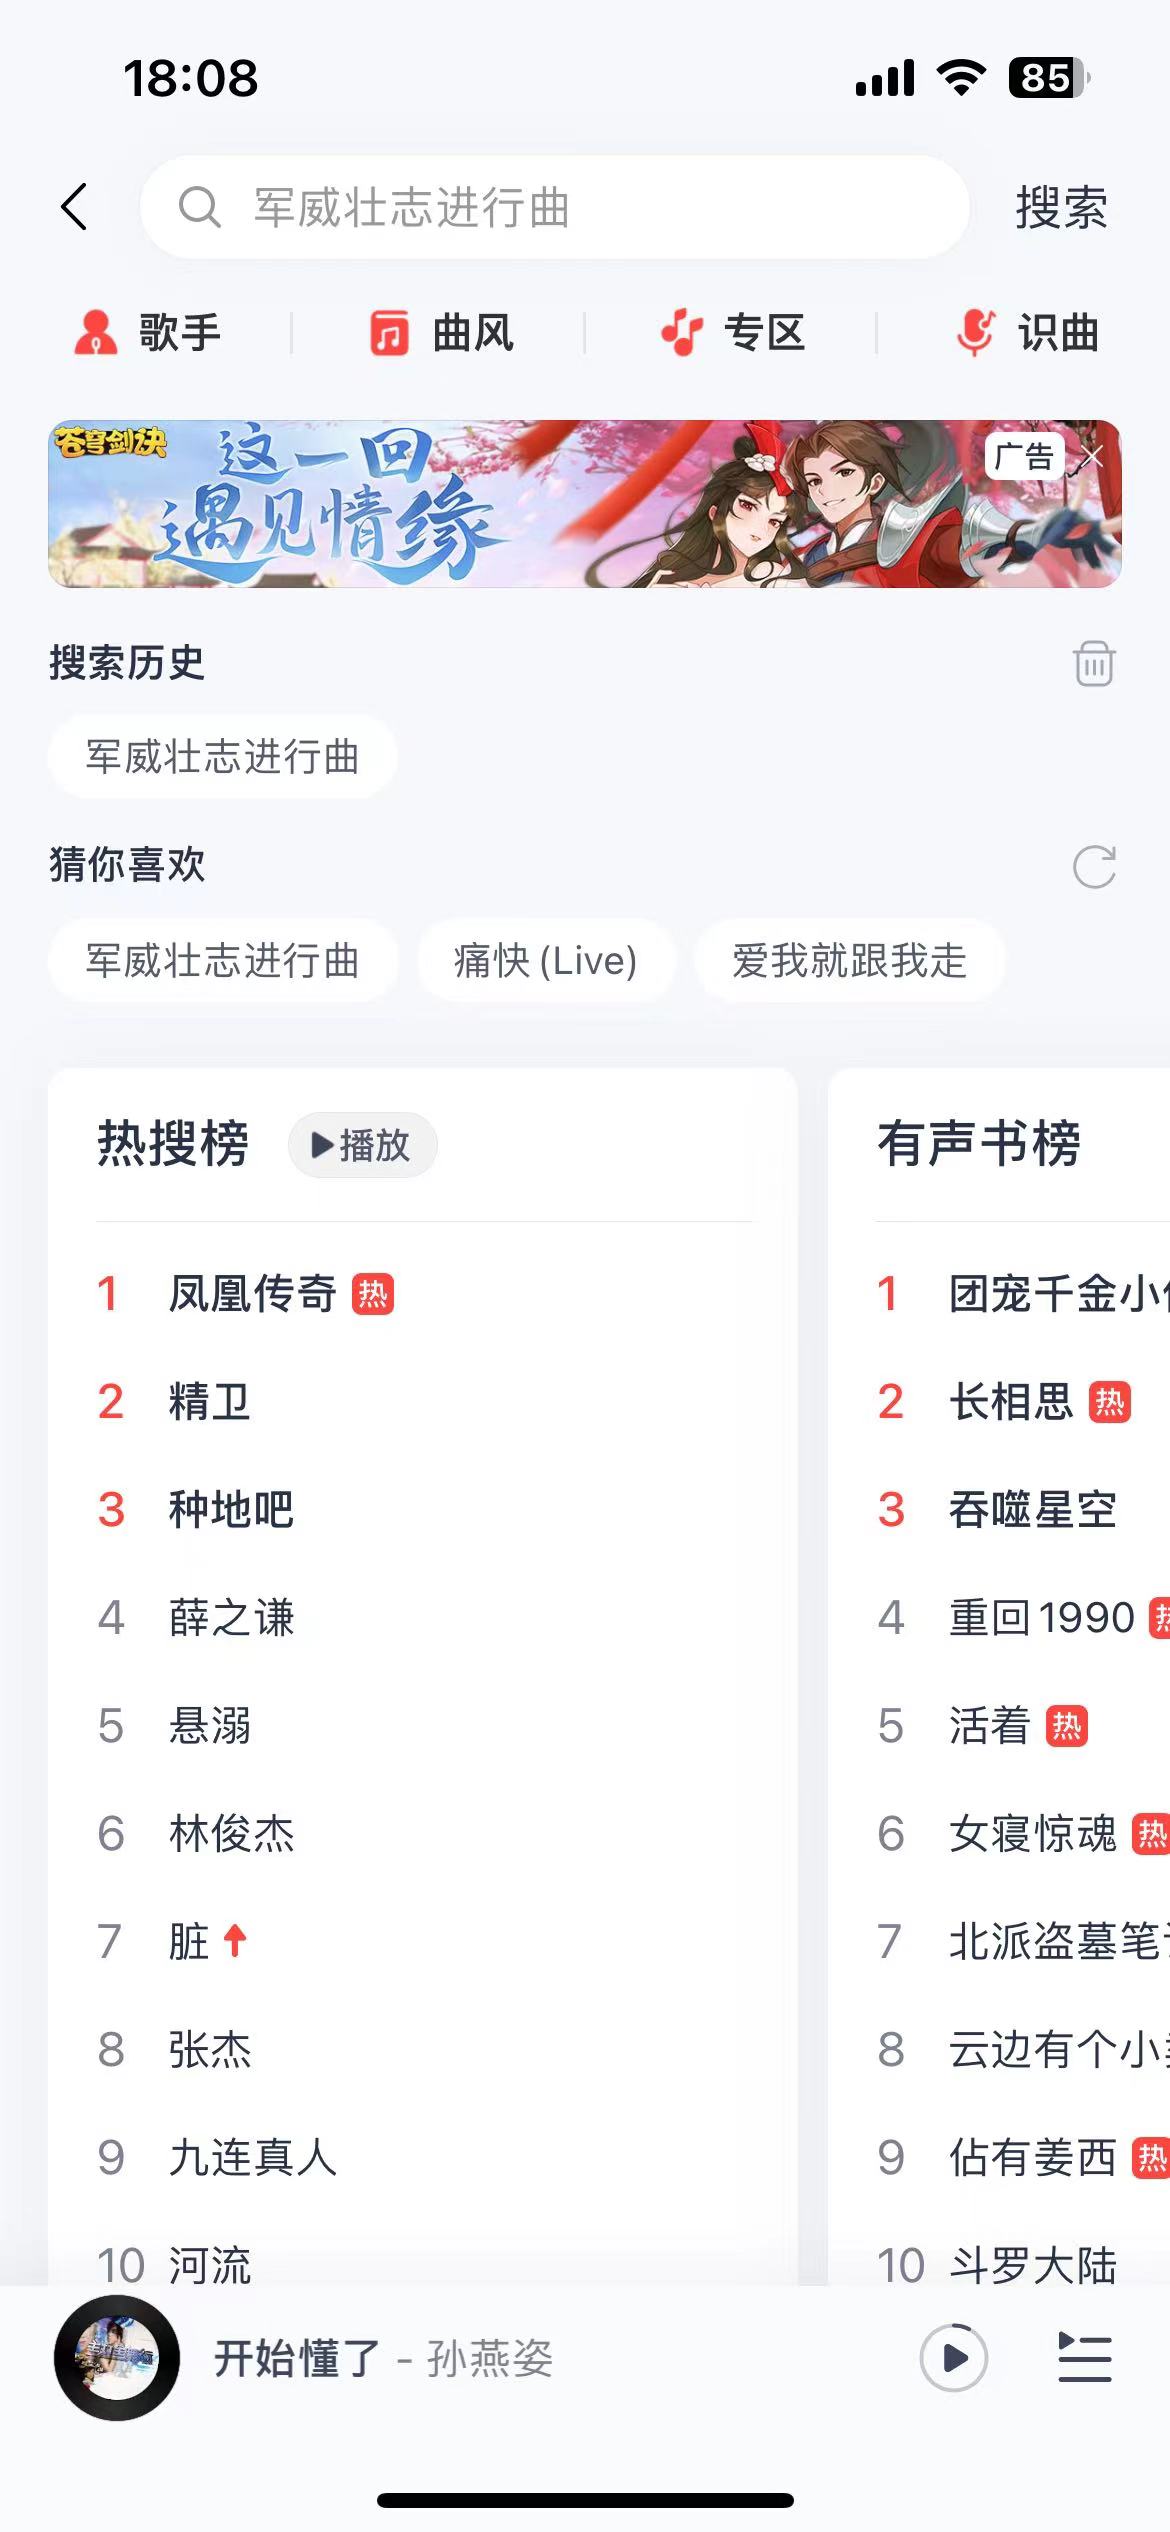 18:08
85
军威壮志进行曲
搜索
歌手
曲风
专区
识曲
苍穹剑诀
这一回
遇见情缘
广告
搜索历史
军威壮志进行曲
猜你喜欢
军威壮志进行曲
痛快 (Live)
爱我就跟我走
热搜榜
播放
1 凤凰传奇 热
2 精卫
3 种地吧
4 薛之谦
5 悬溺
6 林俊杰
7 脏
8 张杰
9 九连真人
10 河流
有声书榜
1 团宠千金小
2 长相思 热
3 吞噬星空
4 重回1990 热
5 活着 热
6 女寝惊魂 热
7 北派盗墓笔
8 云边有个小
9 佔有姜西 热
10 斗罗大陆
开始懂了 - 孙燕姿